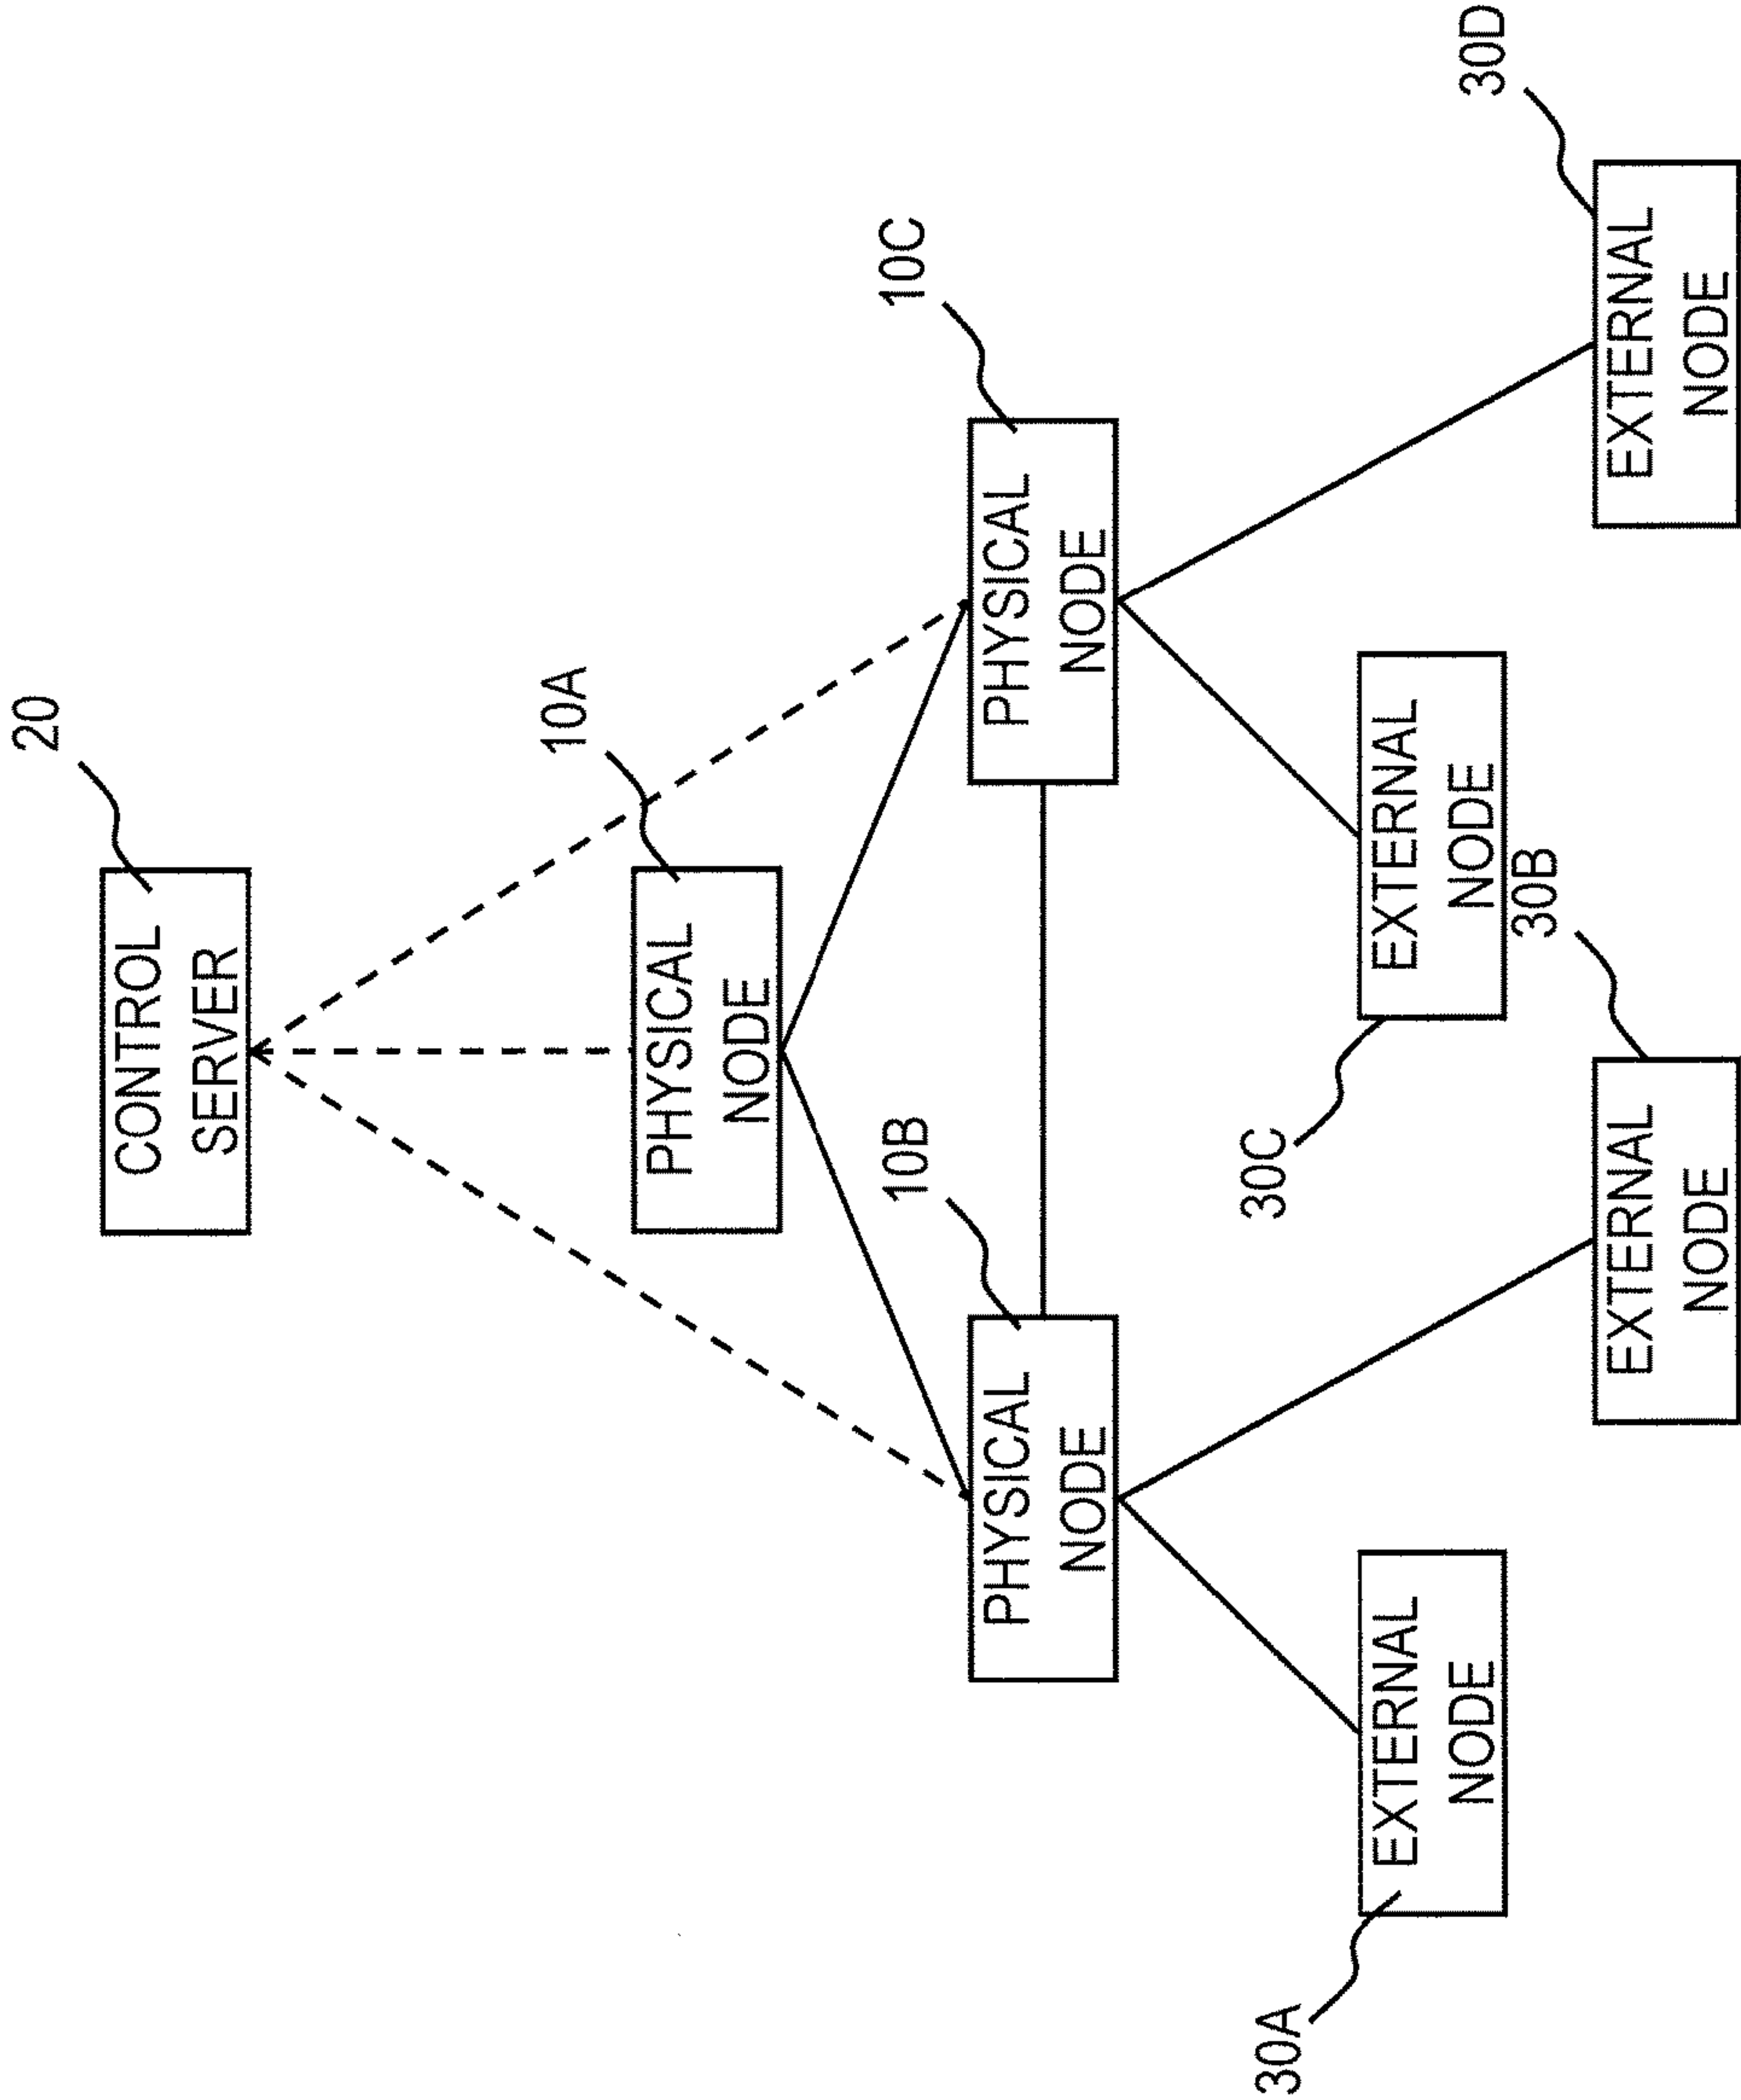 20
CONTROL
SERVER
10A
PHYSICAL
NODE
10B
PHYSICAL
NODE
10C
PHYSICAL
NODE
30A
EXTERNAL
NODE
30C
EXTERNAL
NODE
30B
EXTERNAL
NODE
30D
EXTERNAL
NODE